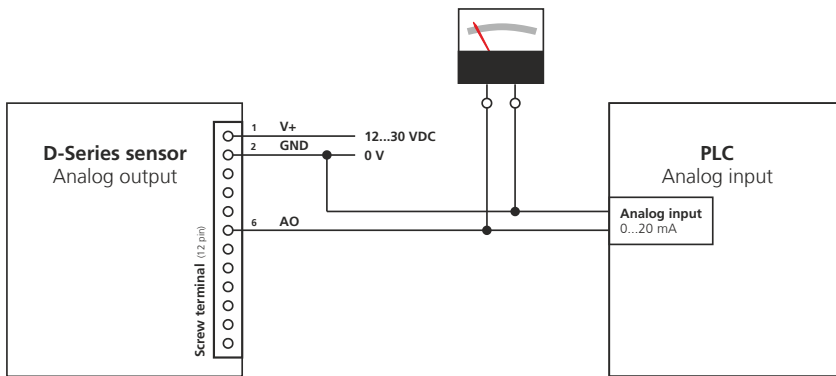 D-Series sensor
Analog output
Screw terminal (12 pin)
1 V+ 12...30 VDC
2 GND 0 V
6 AO
PLC
Analog input
Analog input
0...20 mA